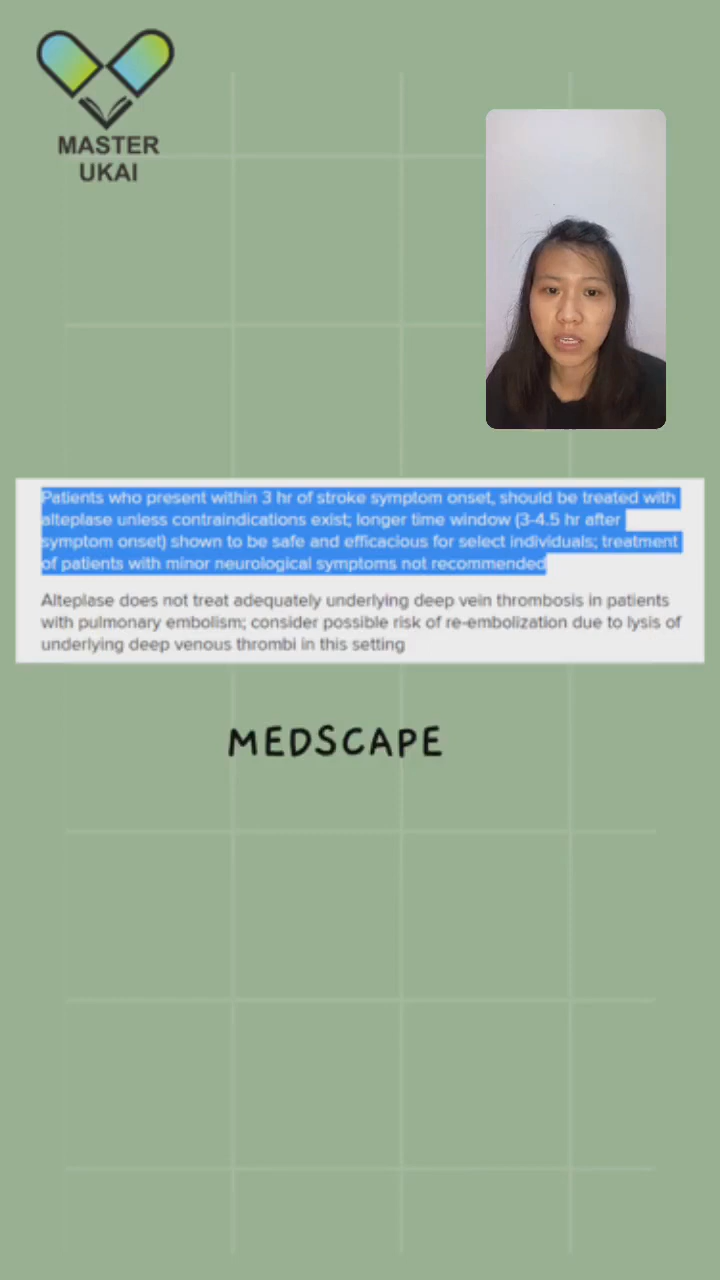 MASTER
UKAI
Patients who present within 3 hr of stroke symptom onset, should be treated with
alteplase unless contraindications exist; longer time window (3-4.5 hr after
symptom onset) shown to be safe and efficacious for select individuals; treatment
of patients with minor neurological symptoms not recommended
Alteplase does not treat adequately underlying deep vein thrombosis in patients
with pulmonary embolism; consider possible risk of re-embolization due to lysis of
underlying deep venous thrombi in this setting
MEDSCAPE